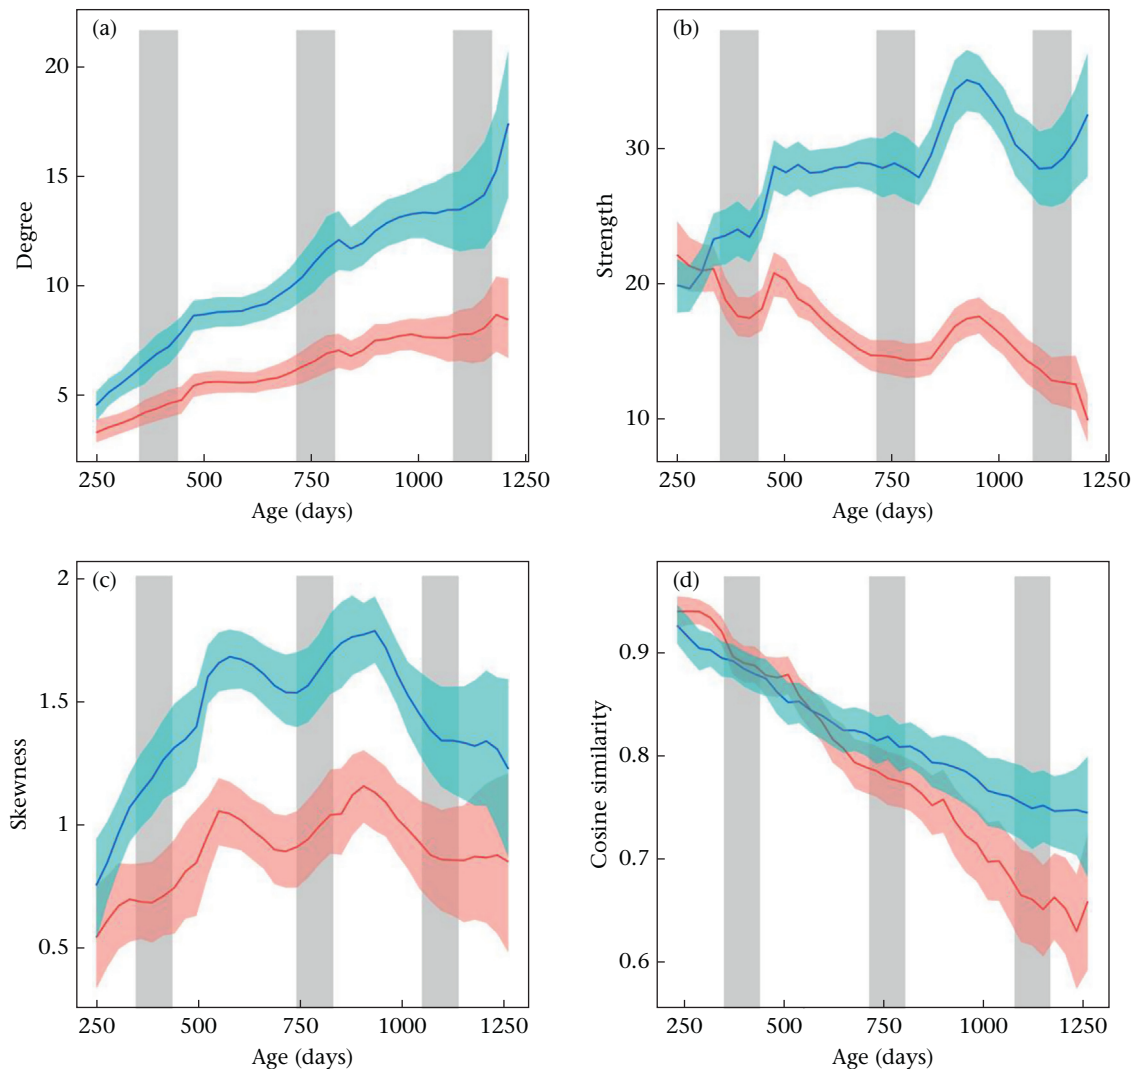 (a)
20
15
10
5
Degree
250 500 750 1000 1250
Age (days)
(b)
30
20
10
Strength
250 500 750 1000 1250
Age (days)
(c)
2
1.5
1
0.5
Skewness
250 500 750 1000 1250
Age (days)
(d)
0.9
0.8
0.7
0.6
Cosine similarity
250 500 750 1000 1250
Age (days)